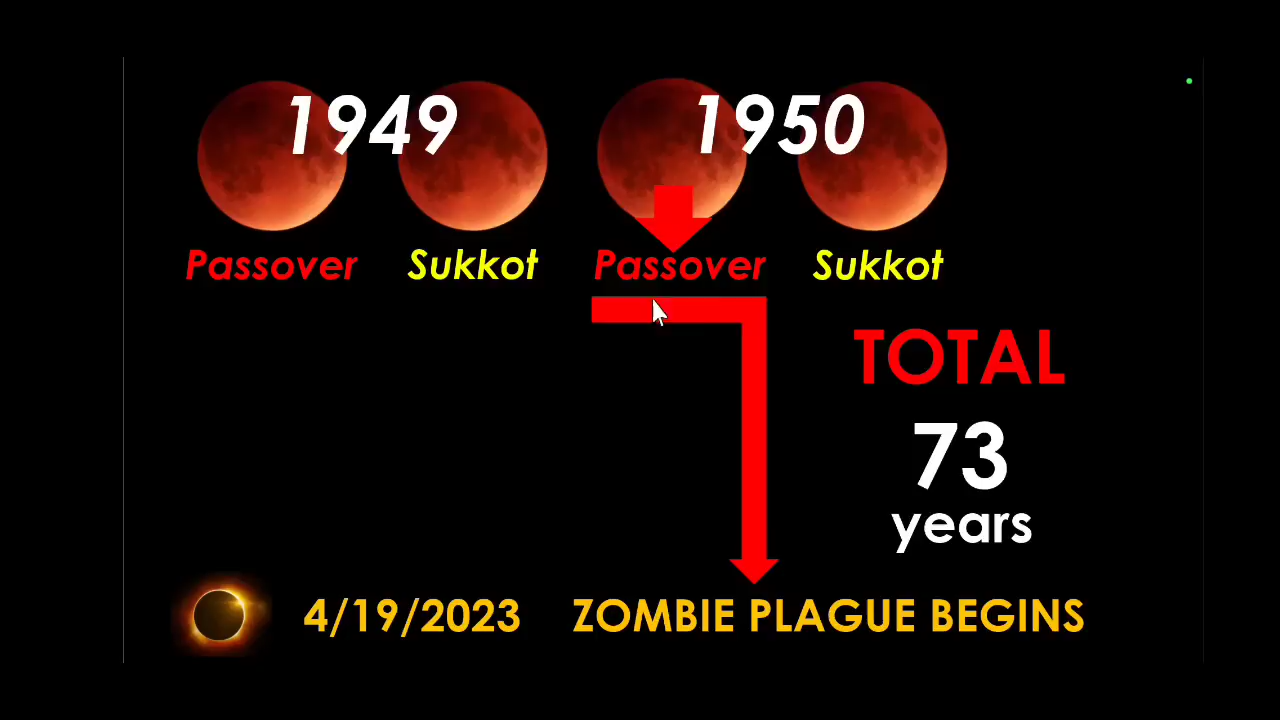 1949 1950
Passover Sukkot Passover Sukkot
TOTAL
73
years
4/19/2023 ZOMBIE PLAGUE BEGINS